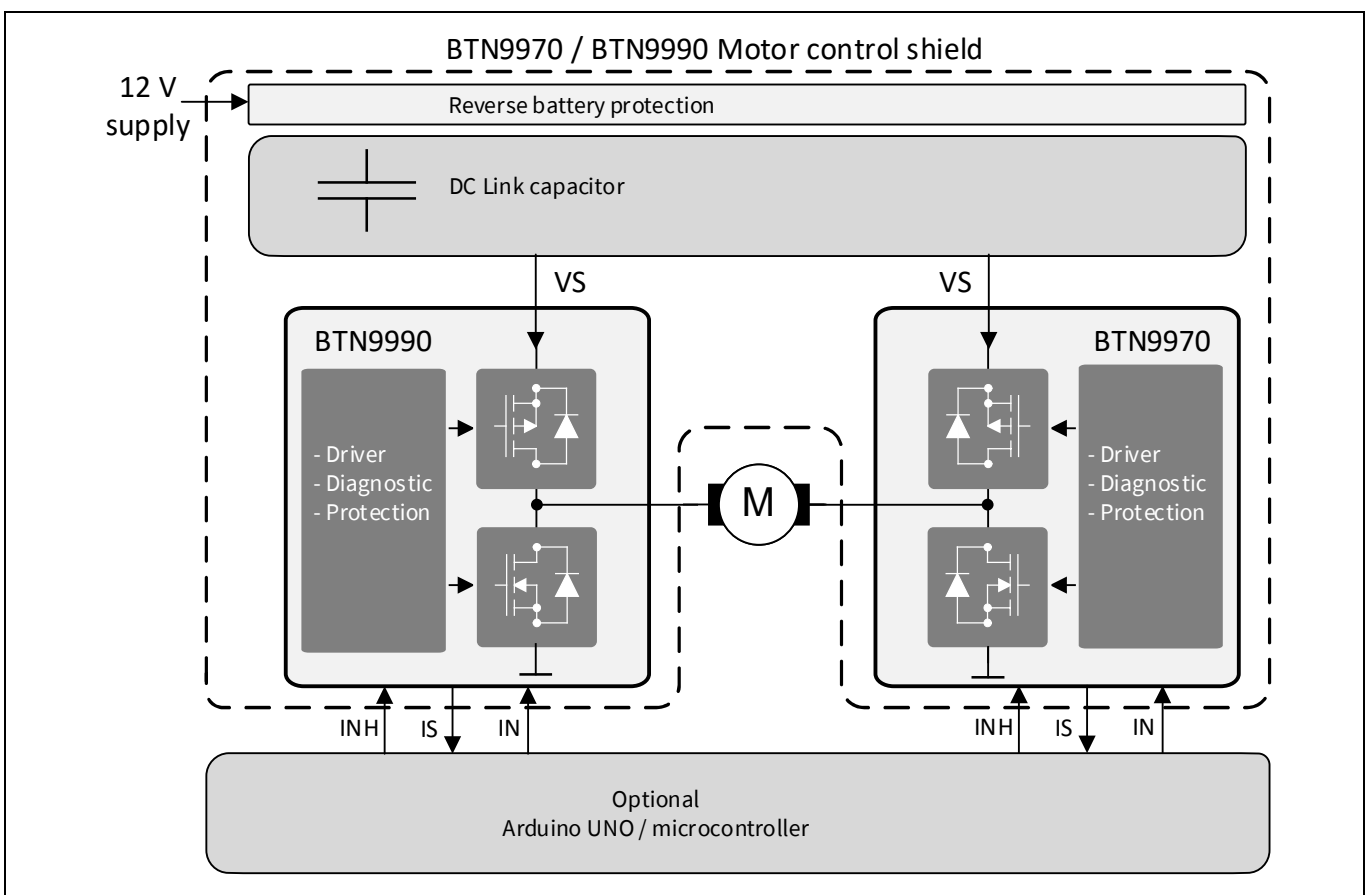 BTN9970 / BTN9990 Motor control shield
12 V
supply
Reverse battery protection
DC Link capacitor
VS
VS
BTN9990
- Driver
- Diagnostic
- Protection
M
BTN9970
- Driver
- Diagnostic
- Protection
INH
IS
IN
INH
IS
IN
Optional
Arduino UNO / microcontroller